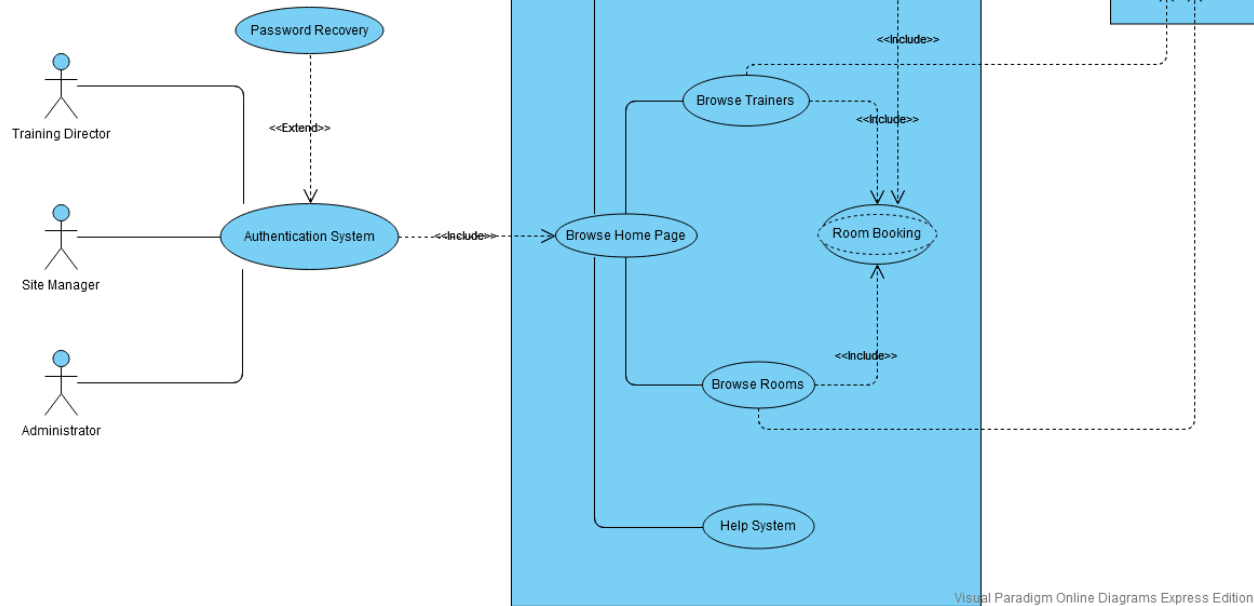 Password Recovery
<<Include>>
Browse Trainers
<<Include>>
Training Director
<<Extend>>
Authentication System
<<Include>>
Browse Home Page
Room Booking
Site Manager
<<Include>>
Browse Rooms
Administrator
Help System
Visual Paradigm Online Diagrams Express Edition